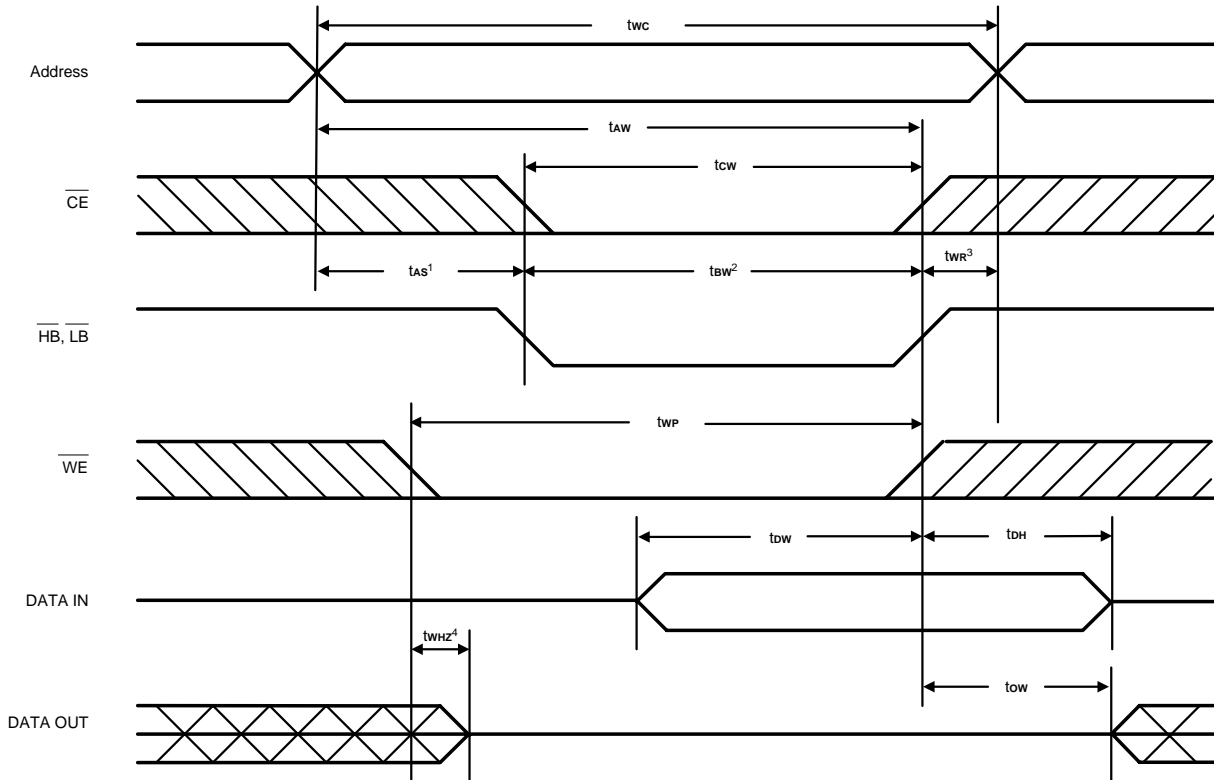 tWC
Address
tAW
tCW
CE
tAS¹
tBW²
tWR³
HB, LB
tWP
WE
tDW
tDH
DATA IN
tWHZ⁴
tOW
DATA OUT